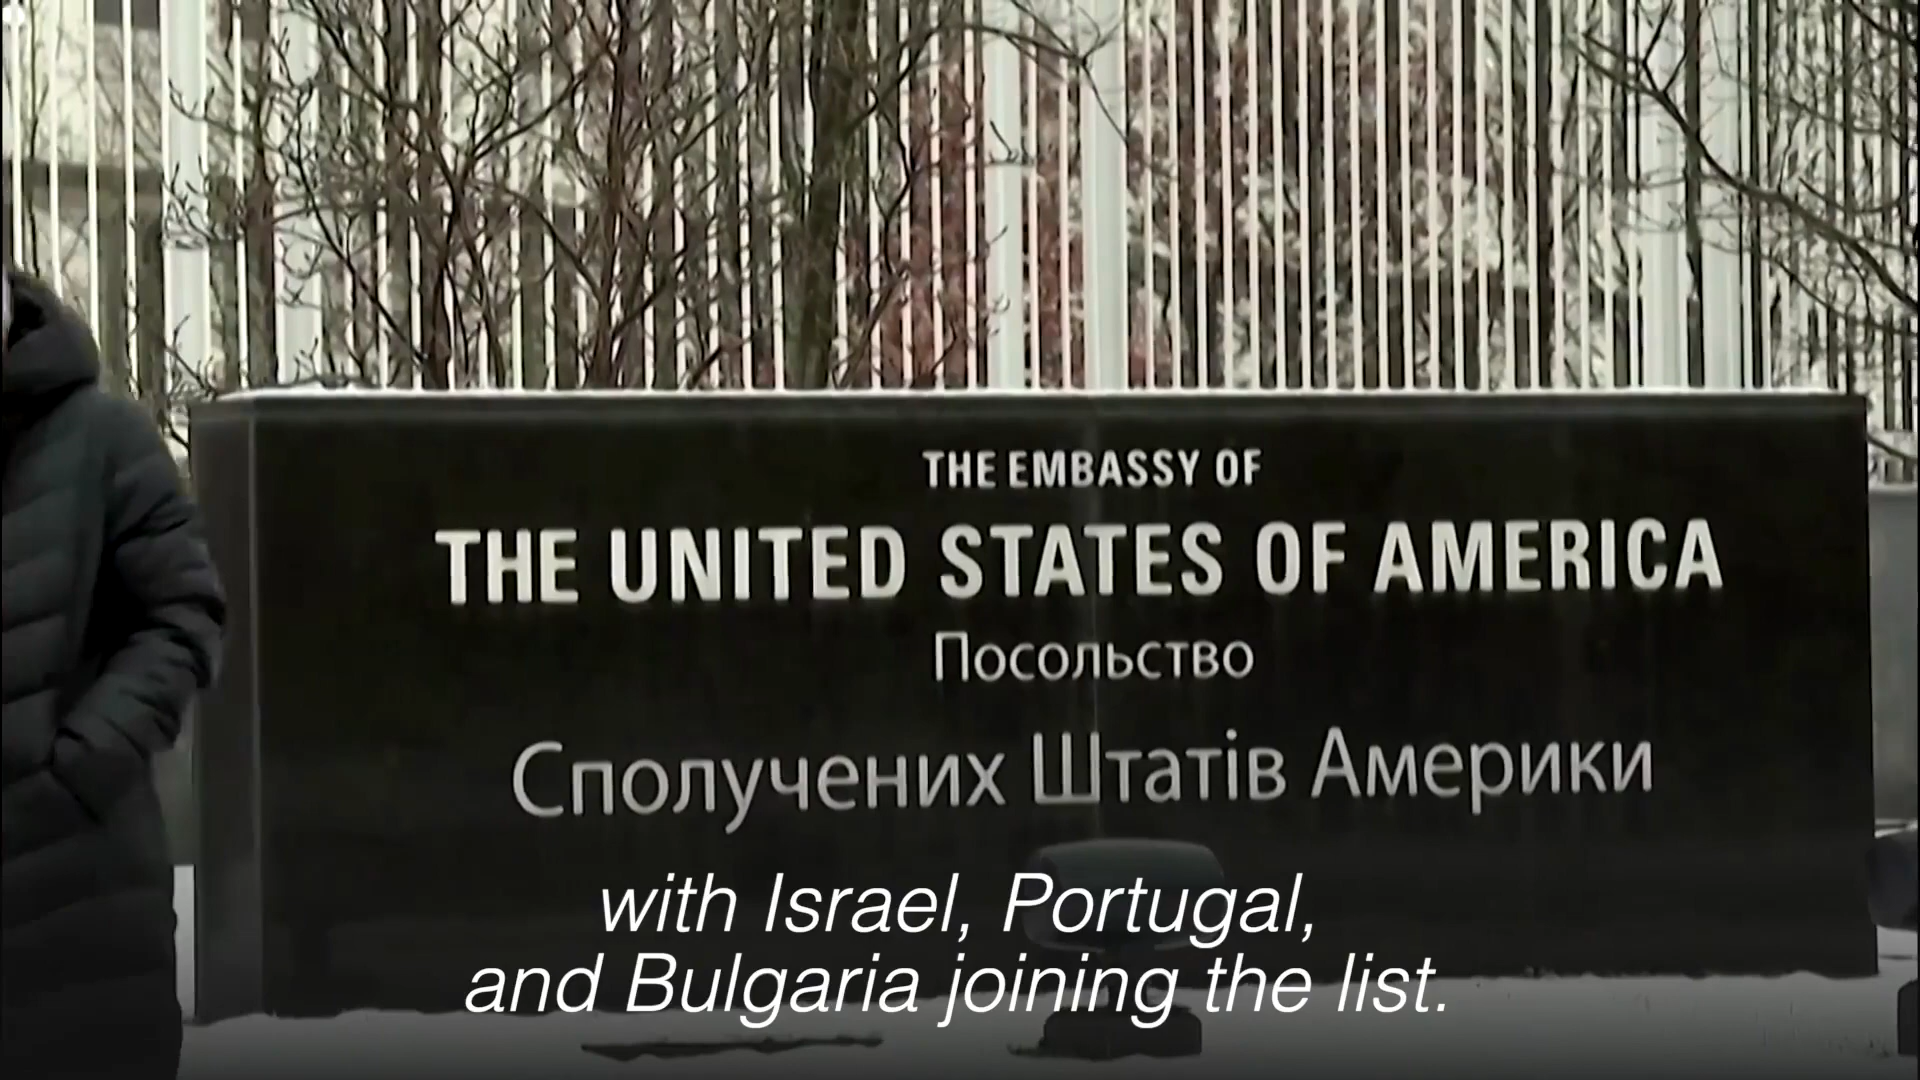 THE EMBASSY OF
THE UNITED STATES OF AMERICA
Посольство
Сполучених Штатів Америки
with Israel, Portugal,
and Bulgaria joining the list.